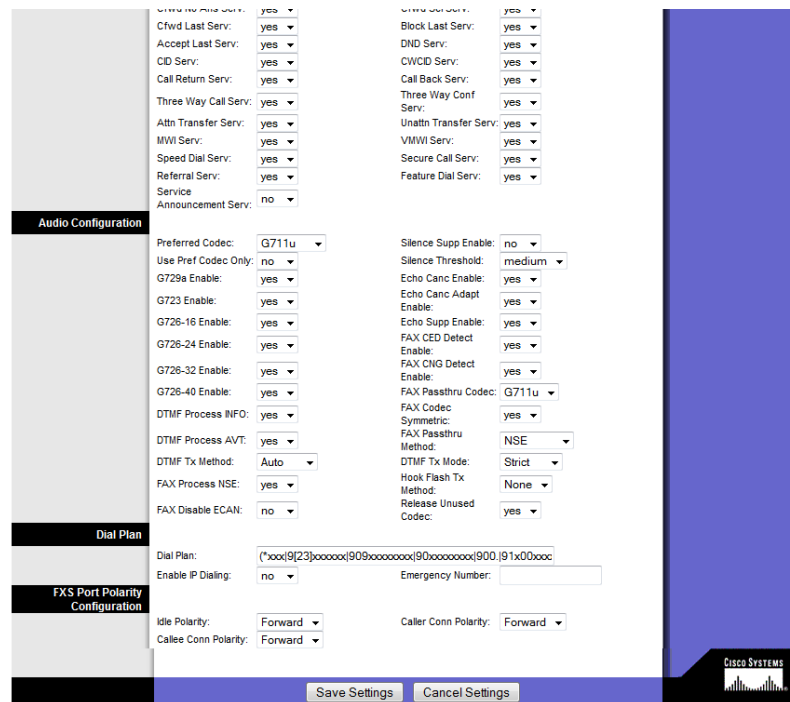 Cfwd No Ans Serv: yes Cfwd Sel Serv: yes
Cfwd Last Serv: yes Block Last Serv: yes
Accept Last Serv: yes DND Serv: yes
CID Serv: yes CWCID Serv: yes
Call Return Serv: yes Call Back Serv: yes
Three Way Call Serv: yes Three Way Conf Serv: yes
Attn Transfer Serv: yes Unattn Transfer Serv: yes
MWI Serv: yes VMWI Serv: yes
Speed Dial Serv: yes Secure Call Serv: yes
Referral Serv: yes Feature Dial Serv: yes
Service Announcement Serv: no
Audio Configuration
Preferred Codec: G711u Silence Supp Enable: no
Use Pref Codec Only: no Silence Threshold: medium
G729a Enable: yes Echo Canc Enable: yes
G723 Enable: yes Echo Canc Adapt Enable: yes
G726-16 Enable: yes Echo Supp Enable: yes
G726-24 Enable: yes FAX CED Detect Enable: yes
G726-32 Enable: yes FAX CNG Detect Enable: yes
G726-40 Enable: yes FAX Passthru Codec: G711u
DTMF Process INFO: yes FAX Codec Symmetric: yes
DTMF Process AVT: yes FAX Passthru Method: NSE
DTMF Tx Method: Auto DTMF Tx Mode: Strict
FAX Process NSE: yes Hook Flash Tx Method: None
FAX Disable ECAN: no Release Unused Codec: yes
Dial Plan
Dial Plan: (*xxx|9[23]xxxxxx|909xxxxxxxx|90xxxxxxxx|900.|91x00xxx
Enable IP Dialing: no Emergency Number:
FXS Port Polarity Configuration
Idle Polarity: Forward Caller Conn Polarity: Forward
Callee Conn Polarity: Forward
CISCO SYSTEMS
Save Settings Cancel Settings